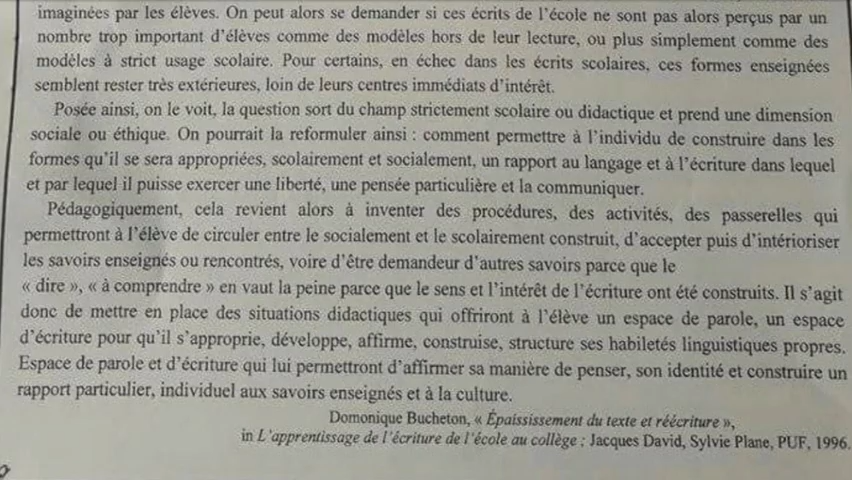 imaginées par les élèves. On peut alors se demander si ces écrits de l'école ne sont pas alors perçus par un
nombre trop important d'élèves comme des modèles hors de leur lecture, ou plus simplement comme des
modèles à strict usage scolaire. Pour certains, en échec dans les écrits scolaires, ces formes enseignées
semblent rester très extérieures, loin de leurs centres immédiats d'intérêt.
Posée ainsi, on le voit, la question sort du champ strictement scolaire ou didactique et prend une dimension
sociale ou éthique. On pourrait la reformuler ainsi : comment permettre à l'individu de construire dans les
formes qu'il se sera appropriées, scolairement et socialement, un rapport au langage et à l'écriture dans lequel
et par lequel il puisse exercer une liberté, une pensée particulière et la communiquer.
Pédagogiquement, cela revient alors à inventer des procédures, des activités, des passerelles qui
permettront à l'élève de circuler entre le socialement et le scolairement construit, d'accepter puis d'intérioriser
les savoirs enseignés ou rencontrés, voire d'être demandeur d'autres savoirs parce que le
« dire », « à comprendre » en vaut la peine parce que le sens et l'intérêt de l'écriture ont été construits. Il s'agit
donc de mettre en place des situations didactiques qui offriront à l'élève un espace de parole, un espace
d'écriture pour qu'il s'approprie, développe, affirme, construise, structure ses habiletés linguistiques propres.
Espace de parole et d'écriture qui lui permettront d'affirmer sa manière de penser, son identité et construire un
rapport particulier, individuel aux savoirs enseignés et à la culture.
Domonique Bucheton, « Épaississement du texte et réécriture »,
in L'apprentissage de l'écriture de l'école au collège ; Jacques David, Sylvie Plane, PUF, 1996.